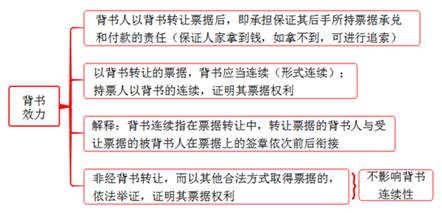 背书人以背书转让票据后，即承担保证其后手所持票据承兑
和付款的责任（保证人家拿到钱，如拿不到，可进行追索）
以背书转让的票据，背书应当连续（形式连续）；
持票人以背书的连续，证明其票据权利
背书
效力
解释：背书连续指在票据转让中，转让票据的背书人与受
让票据的被背书人在票据上的签章依次前后衔接
非经背书转让，而以其他合法方式取得票据的，
依法举证，证明其票据权利
不影响背书
连续性